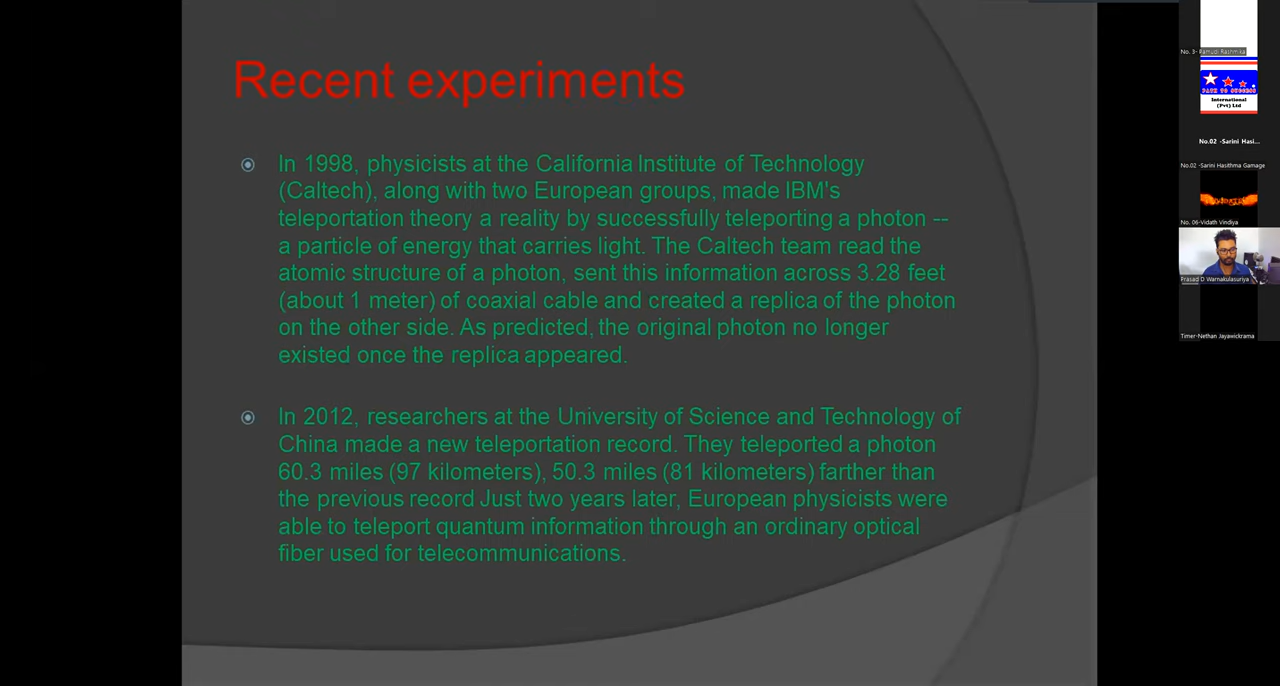 Recent experiments
In 1998, physicists at the California Institute of Technology
(Caltech), along with two European groups, made IBM's
teleportation theory a reality by successfully teleporting a photon --
a particle of energy that carries light. The Caltech team read the
atomic structure of a photon, sent this information across 3.28 feet
(about 1 meter) of coaxial cable and created a replica of the photon
on the other side. As predicted, the original photon no longer
existed once the replica appeared.
In 2012, researchers at the University of Science and Technology of
China made a new teleportation record. They teleported a photon
60.3 miles (97 kilometers), 50.3 miles (81 kilometers) farther than
the previous record Just two years later, European physicists were
able to teleport quantum information through an ordinary optical
fiber used for telecommunications.
No. 3- Ramudi Rashmika
PATH TO SUCCESS
International
(Pvt) Ltd
No.02 -Sarini Hasi...
No.02 -Sarini Hasithma Gamage
No. 06-Vidath Vindiya
Prasad D Warnakulasuriya
Timer-Nethan Jayawickrama